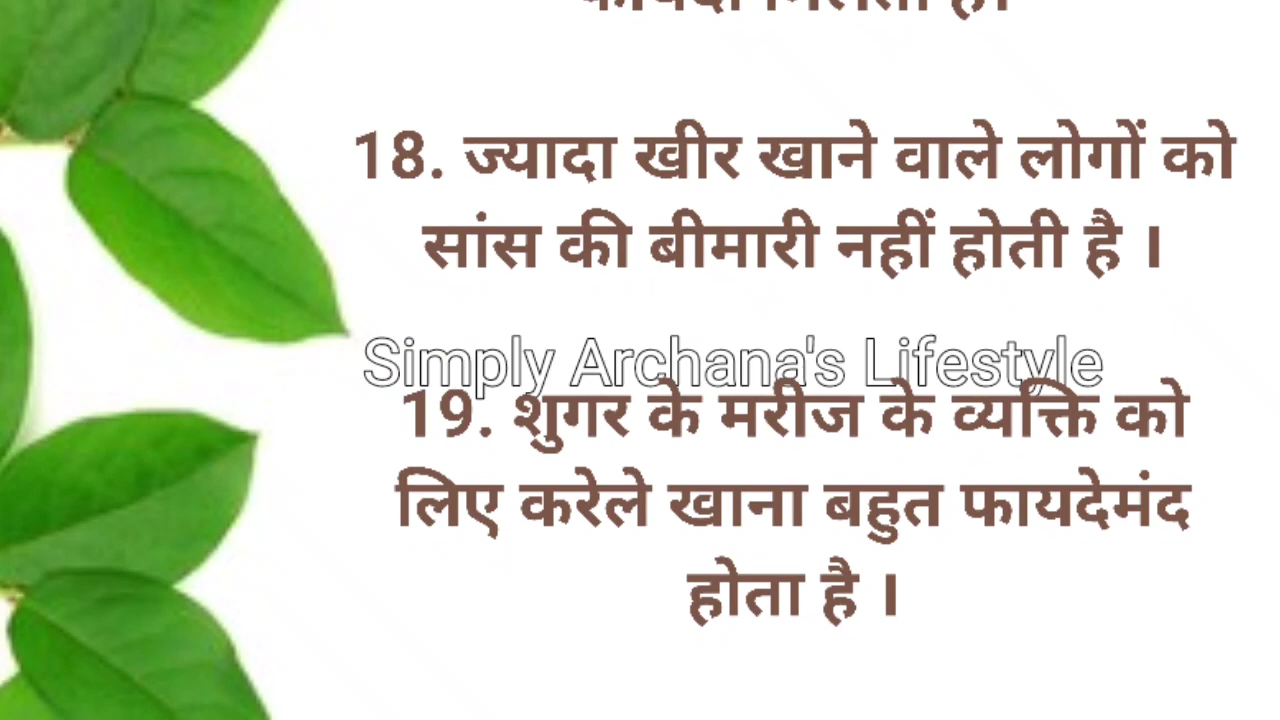 18. ज्यादा खीर खाने वाले लोगों को
सांस की बीमारी नहीं होती है ।
Simply Archana's Lifestyle
19. शुगर के मरीज के व्यक्ति को
लिए करेले खाना बहुत फायदेमंद
होता है ।